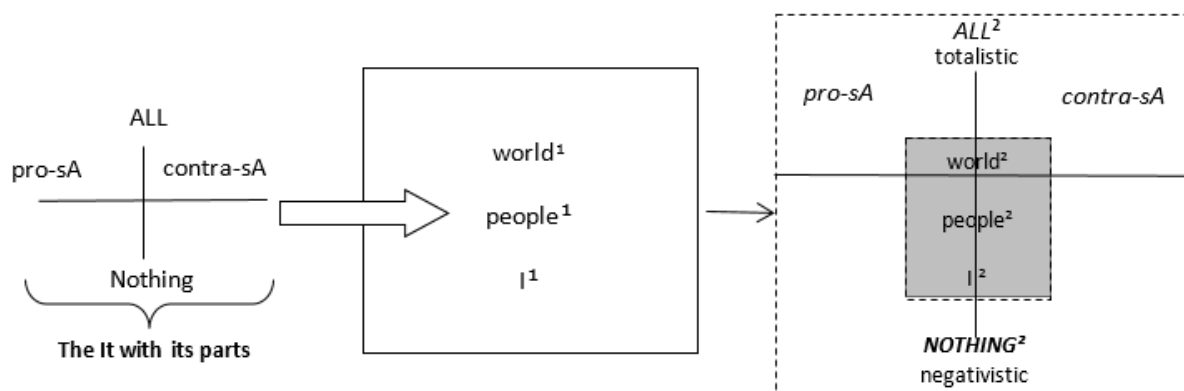 ALL
pro-sA contra-sA
Nothing
The It with its parts
world¹
people¹
I¹
ALL²
totalistic
pro-sA contra-sA
world²
people²
I²
NOTHING²
negativistic